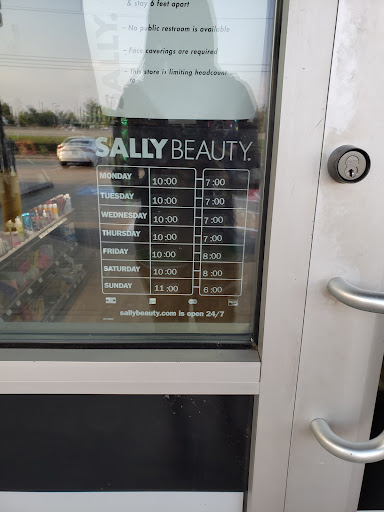 & stay 6 feet apart
- No public restroom is available
- Face coverings are required
- This store is limiting headcount
to
SALLY
SALLY BEAUTY.
MONDAY 10:00 - 7:00
TUESDAY 10:00 - 7:00
WEDNESDAY 10:00 - 7:00
THURSDAY 10:00 - 7:00
FRIDAY 10:00 - 8:00
SATURDAY 10:00 - 8:00
SUNDAY 11:00 - 6:00
sallybeauty.com is open 24/7